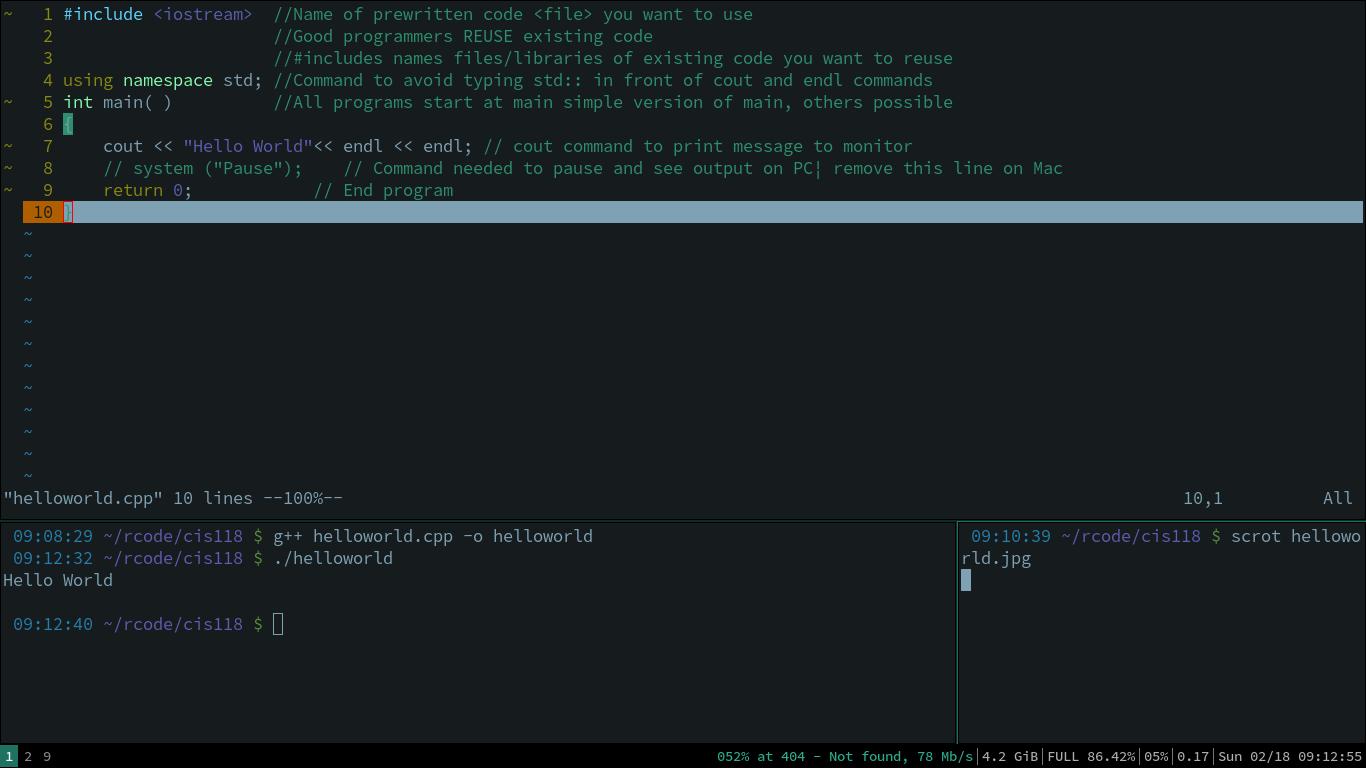 ~ 1 #include <iostream>  //Name of prewritten code <file> you want to use
2                      //Good programmers REUSE existing code
3                      //#includes names files/libraries of existing code you want to reuse
4 using namespace std; //Command to avoid typing std:: in front of cout and endl commands
~ 5 int main( )          //All programs start at main simple version of main, others possible
6 {
~ 7     cout << "Hello World"<< endl << endl; // cout command to print message to monitor
~ 8     // system ("Pause");    // Command needed to pause and see output on PC¦ remove this line on Mac
~ 9     return 0;            // End program
10 }
~
~
~
~
~
~
~
~
~
~
~
~
"helloworld.cpp" 10 lines --100%-- 10,1 All
09:08:29 ~/rcode/cis118 $ g++ helloworld.cpp -o helloworld
09:12:32 ~/rcode/cis118 $ ./helloworld
Hello World
09:12:40 ~/rcode/cis118 $
09:10:39 ~/rcode/cis118 $ scrot hellowo
rld.jpg
1 2 9 052% at 404 - Not found, 78 Mb/s|4.2 GiB|FULL 86.42%|05%|0.17|Sun 02/18 09:12:55